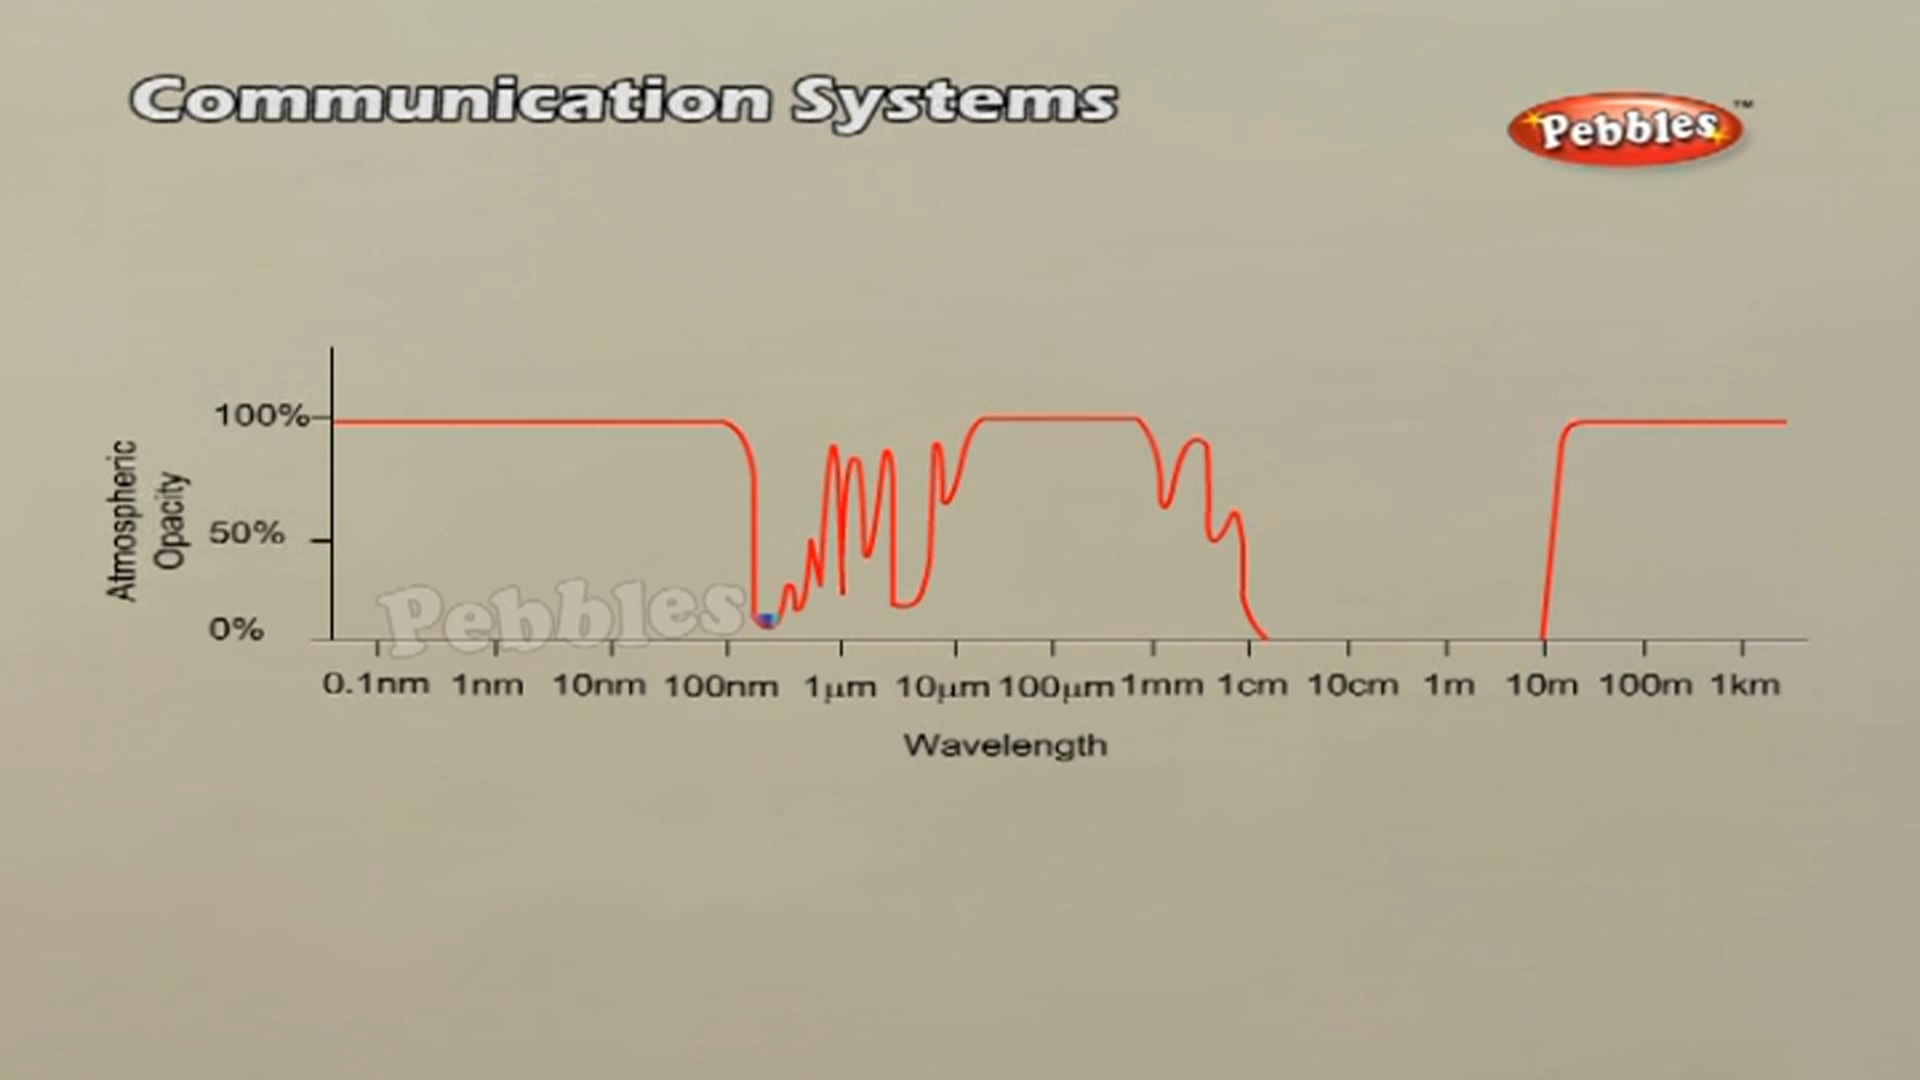 Communication Systems
Pebbles™
100%
Atmospheric
Opacity
50%
Pebbles
0%
0.1nm 1nm 10nm 100nm 1µm 10µm 100µm 1mm 1cm 10cm 1m 10m 100m 1km
Wavelength